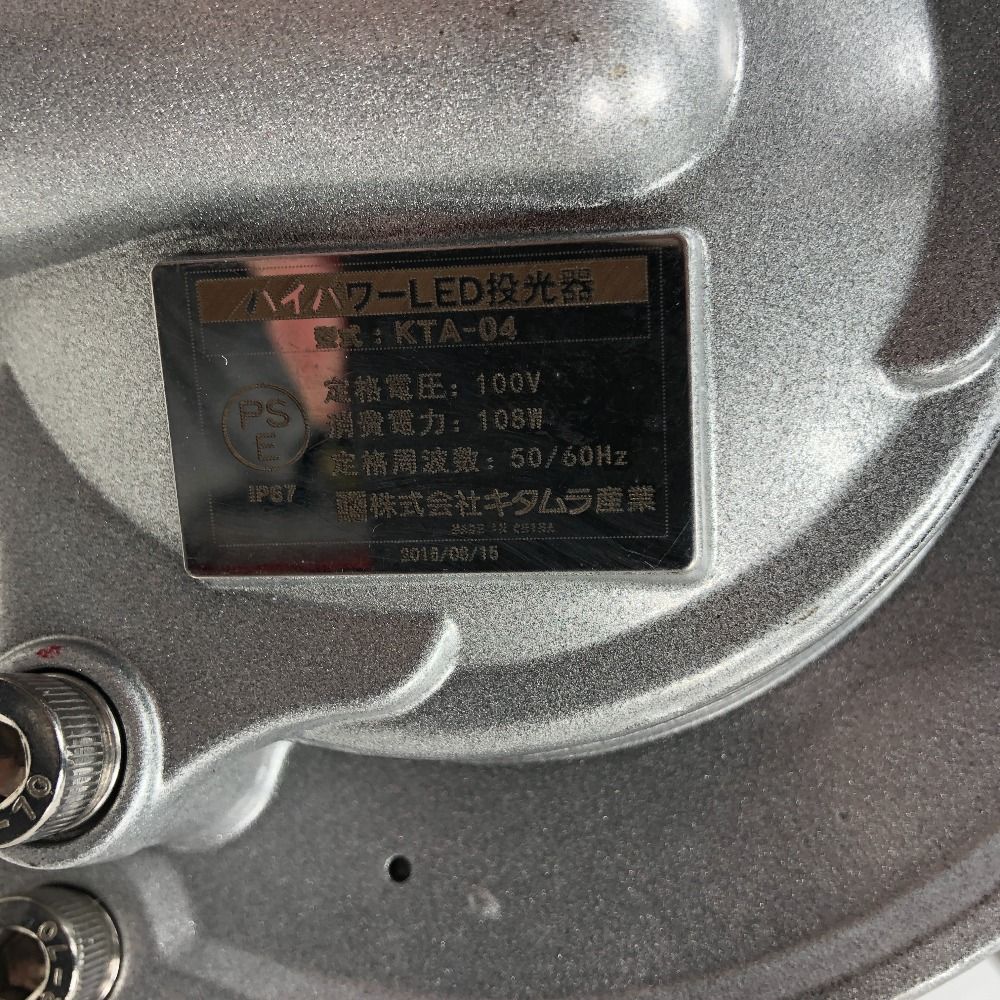 ハイパワーLED投光器
型式：KTA-04
定格電圧：100V
消費電力：108W
定格周波数：50/60Hz
PS
E
IP67
株式会社キタムラ産業
MADE IN CHINA